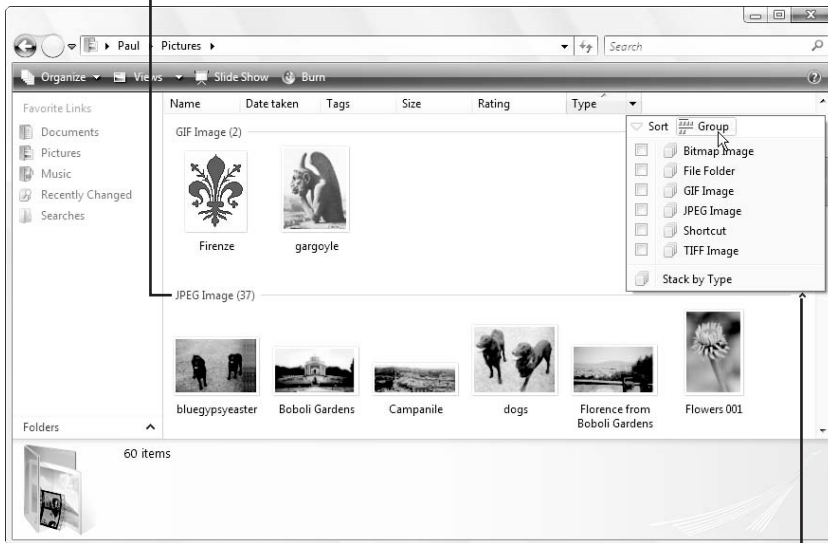 Paul Pictures Search
Organize Views Slide Show Burn
Favorite Links
Documents
Pictures
Music
Recently Changed
Searches
Folders
Name Date taken Tags Size Rating Type
GIF Image (2)
Firenze gargoyle
Sort Group
Bitmap Image
File Folder
GIF Image
JPEG Image
Shortcut
TIFF Image
Stack by Type
JPEG Image (37)
bluegypsyeaster Boboli Gardens Campanile dogs Florence from Flowers 001
Boboli Gardens
60 items